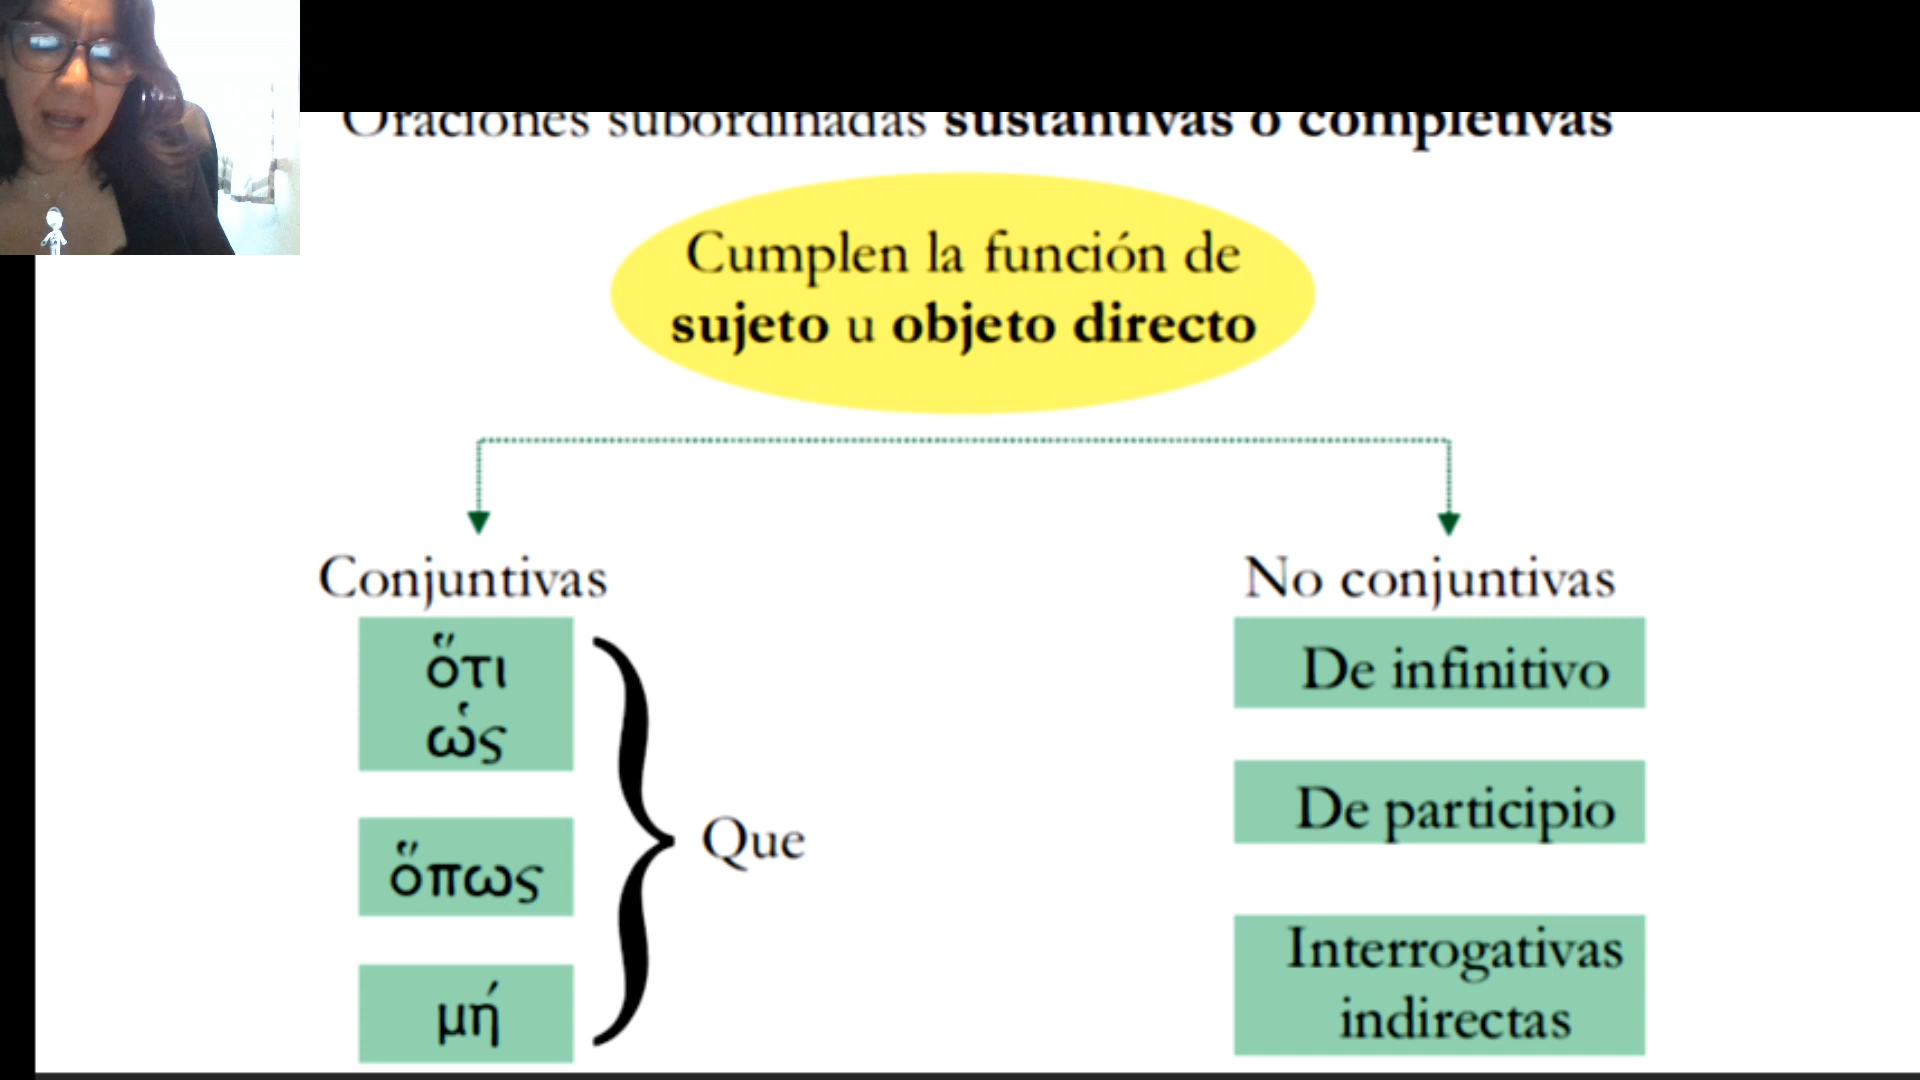 Oraciones subordinadas sustantivas o completivas
Cumplen la función de
sujeto u objeto directo
Conjuntivas
ὅτι
ὡς
ὅπως
μή
Que
No conjuntivas
De infinitivo
De participio
Interrogativas
indirectas